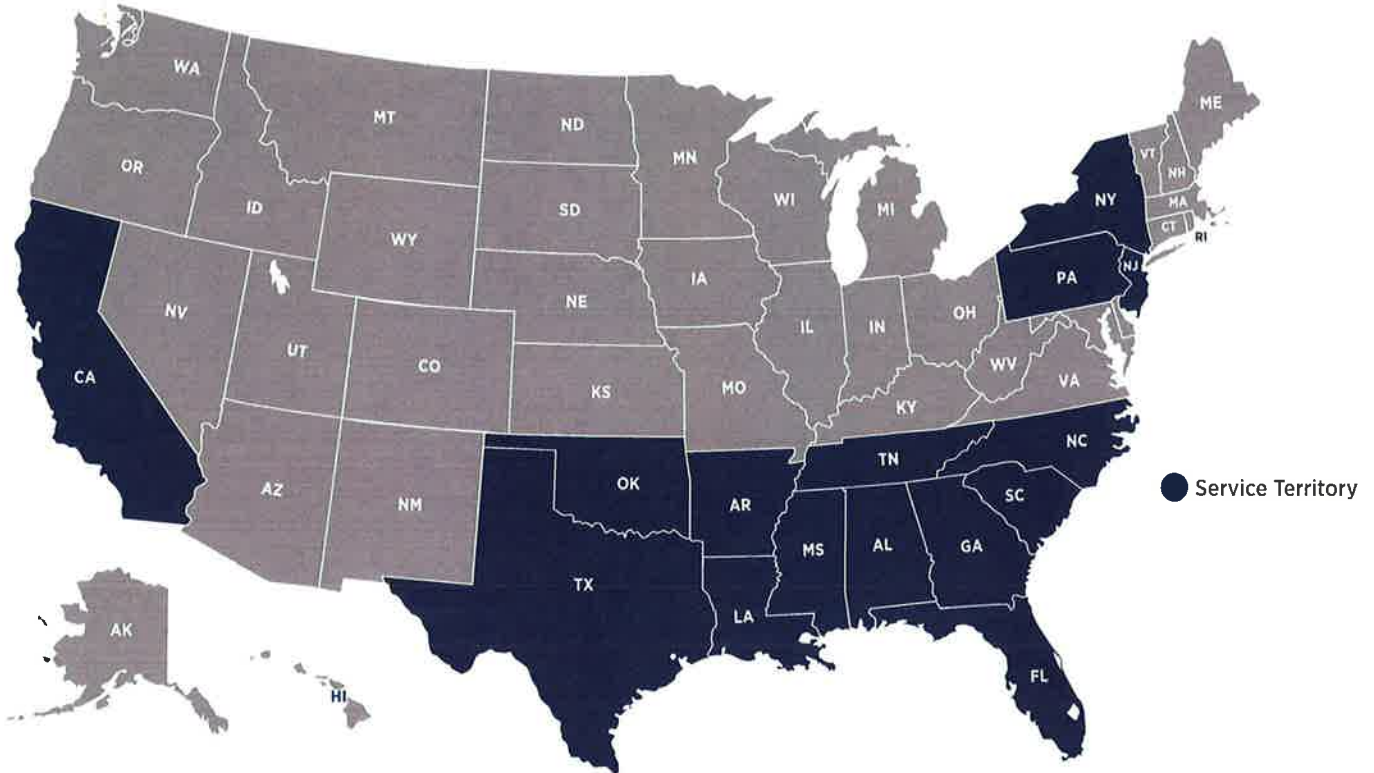 WA
MT
ND
MN
ME
OR
ID
SD
WI
MI
VT
NH
NY
MA
CT
RI
WY
IA
PA
NJ
NV
NE
IL
IN
OH
UT
CO
KS
MO
WV
VA
CA
KY
AZ
NM
OK
AR
TN
NC
SC
Service Territory
MS
AL
GA
TX
LA
FL
AK
HI